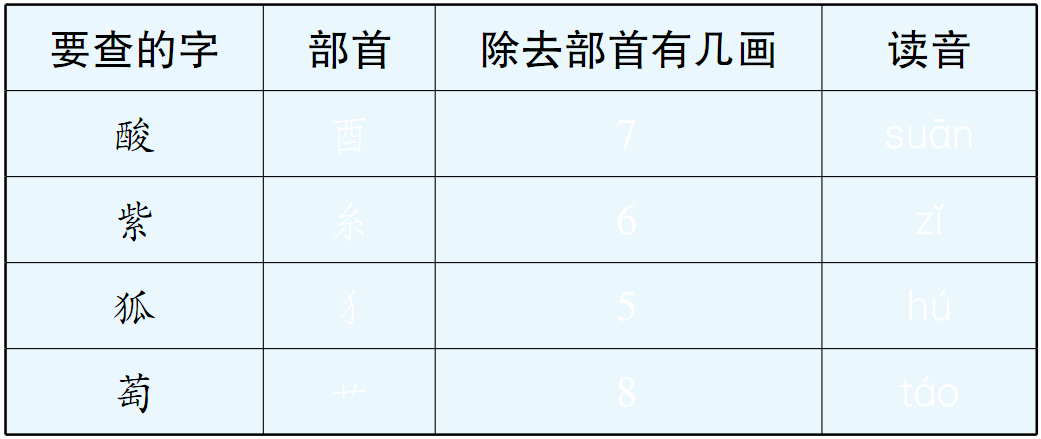 要查的字 部首 除去部首有几画 读音
酸 酉 7 suān
紫 糸 6 zǐ
狐 犭 5 hú
萄 艹 8 táo